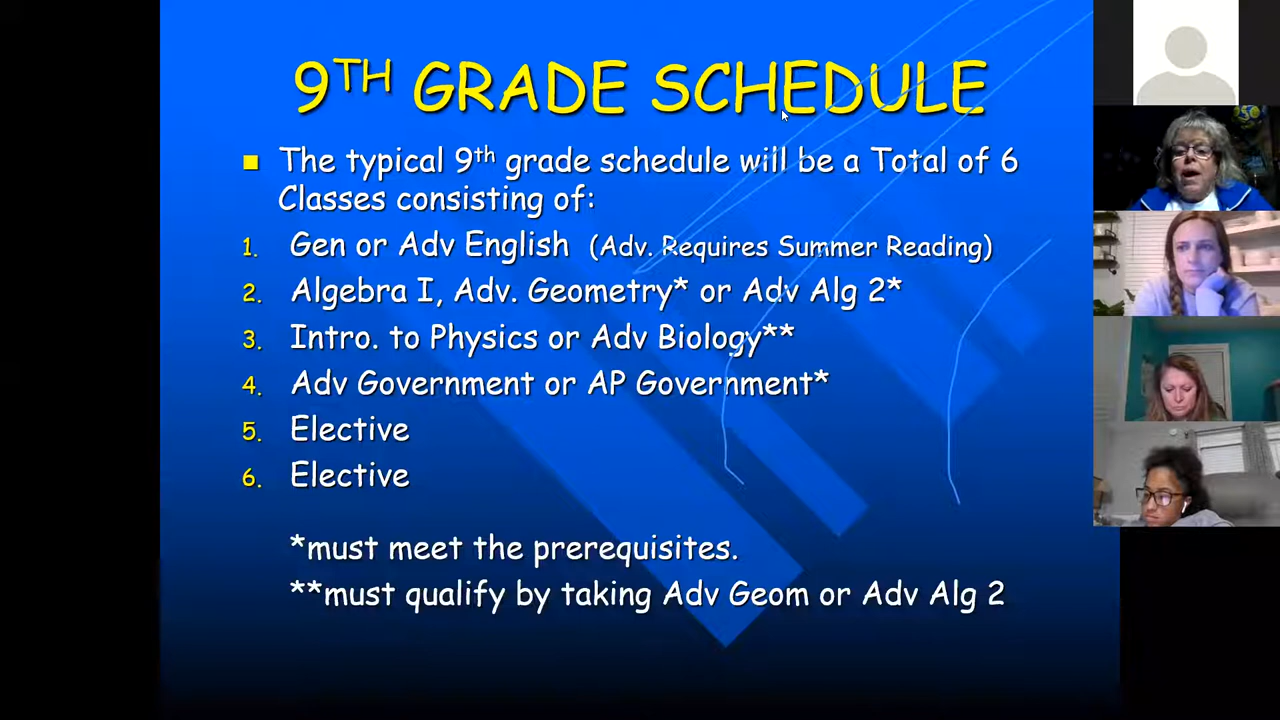 9TH GRADE SCHEDULE
The typical 9th grade schedule will be a Total of 6
Classes consisting of:
1. Gen or Adv English (Adv. Requires Summer Reading)
2. Algebra I, Adv. Geometry* or Adv Alg 2*
3. Intro. to Physics or Adv Biology**
4. Adv Government or AP Government*
5. Elective
6. Elective
*must meet the prerequisites.
**must qualify by taking Adv Geom or Adv Alg 2